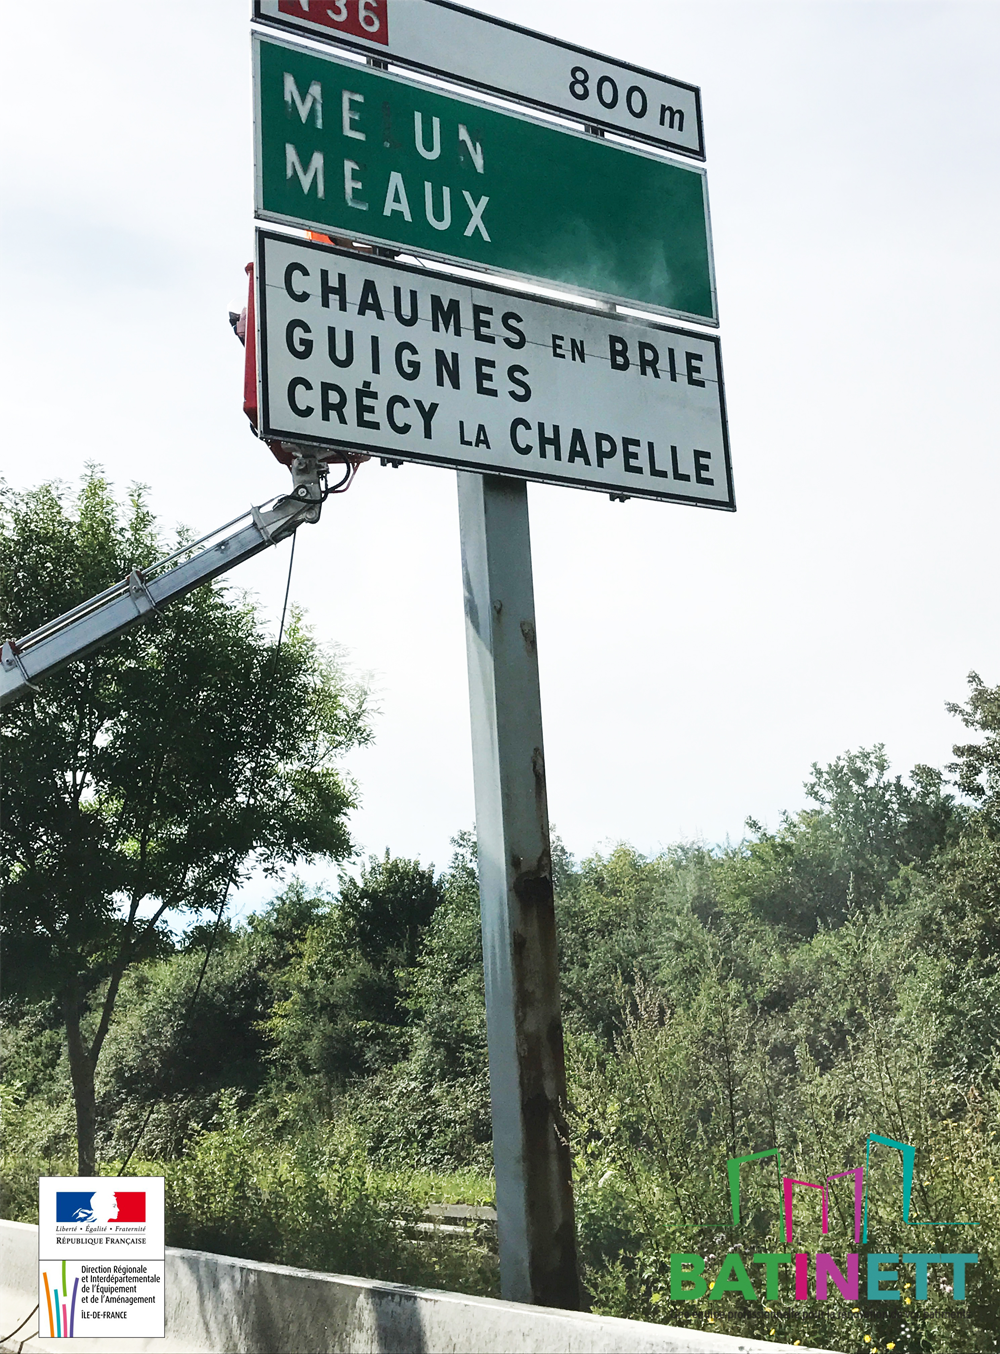 N36
800 m
MELUN
MEAUX
CHAUMES EN BRIE
GUIGNES
CRÉCY LA CHAPELLE
Liberté • Égalité • Fraternité
RÉPUBLIQUE FRANÇAISE
Direction Régionale
et Interdépartementale
de l'Équipement
et de l'Aménagement
ÎLE-DE-FRANCE
BATINETT